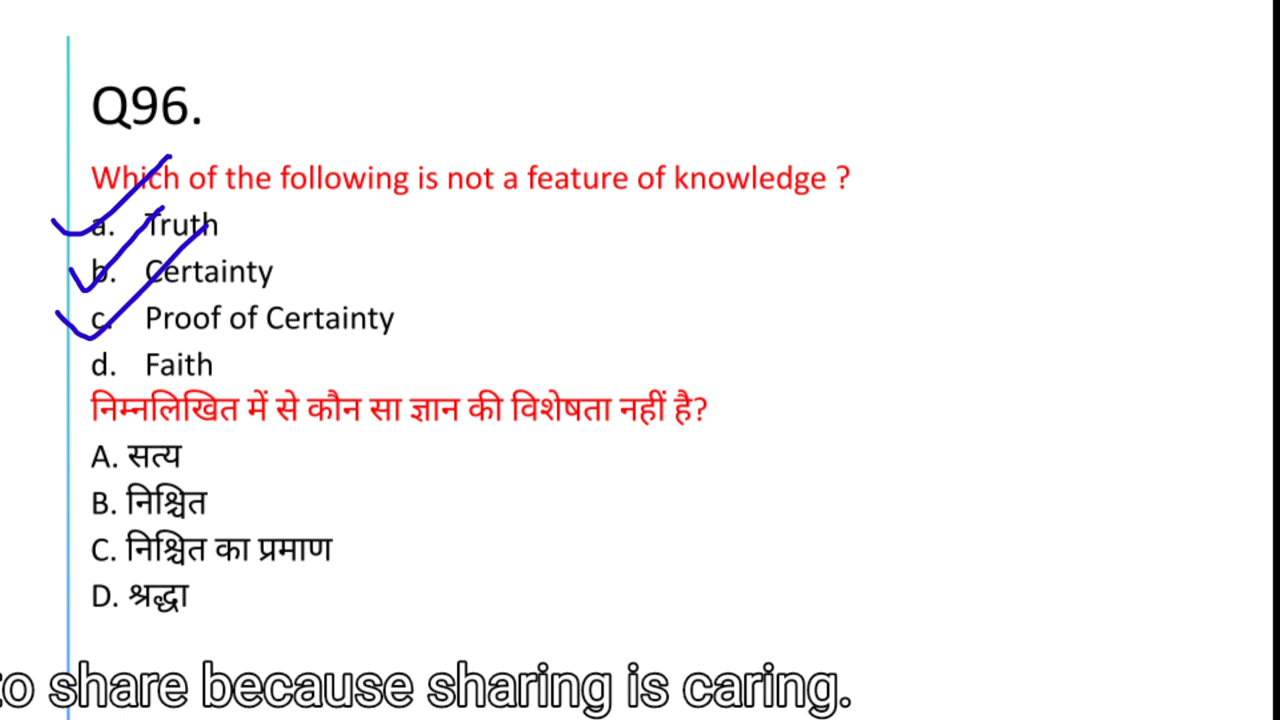 Q96.
Which of the following is not a feature of knowledge ?
a. Truth
b. Certainty
c. Proof of Certainty
d. Faith
निम्नलिखित में से कौन सा ज्ञान की विशेषता नहीं है?
A. सत्य
B. निश्चित
C. निश्चित का प्रमाण
D. श्रद्धा
to share because sharing is caring.